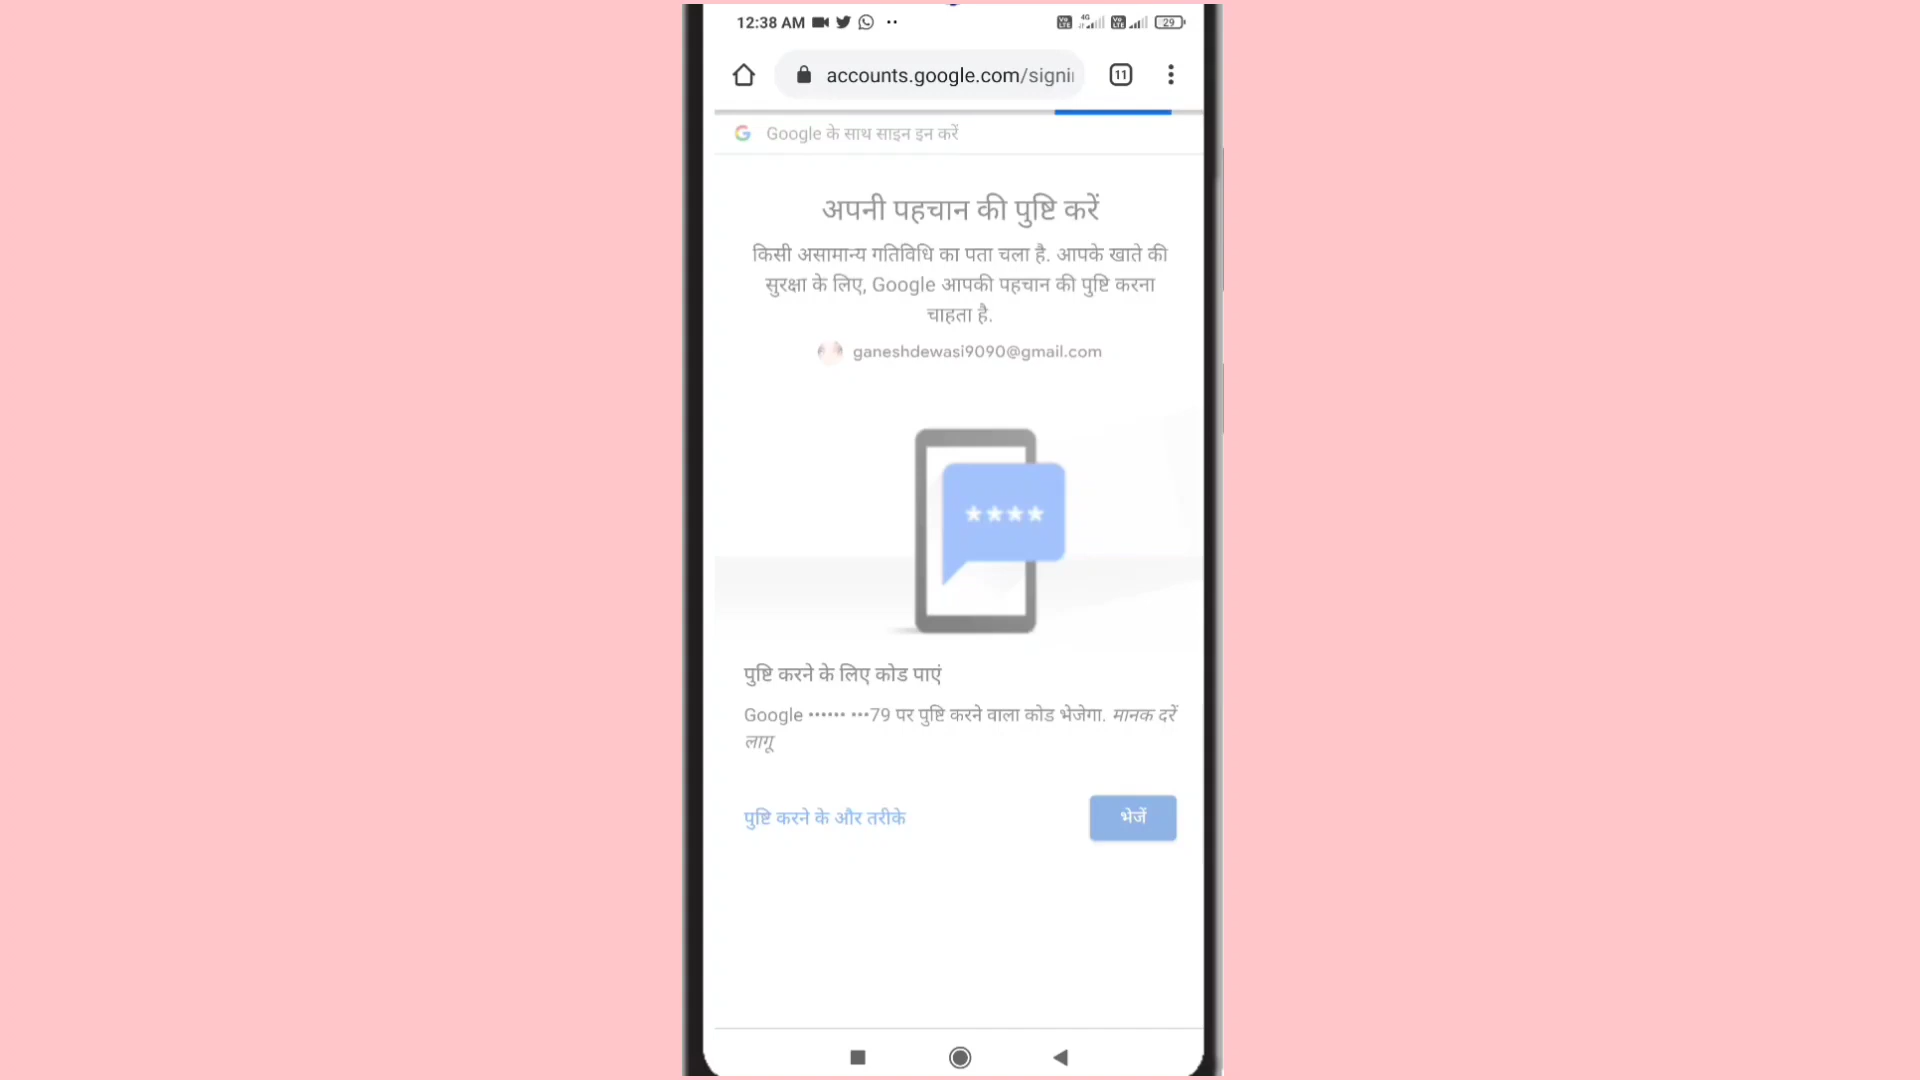 12:38 AM
29
accounts.google.com/signi
11
Google के साथ साइन इन करें
अपनी पहचान की पुष्टि करें
किसी असामान्य गतिविधि का पता चला है. आपके खाते की
सुरक्षा के लिए, Google आपकी पहचान की पुष्टि करना
चाहता है.
ganeshdewasi9090@gmail.com
****
पुष्टि करने के लिए कोड पाएं
Google •••••• •••79 पर पुष्टि करने वाला कोड भेजेगा. मानक दरें
लागू
पुष्टि करने के और तरीके
भेजें